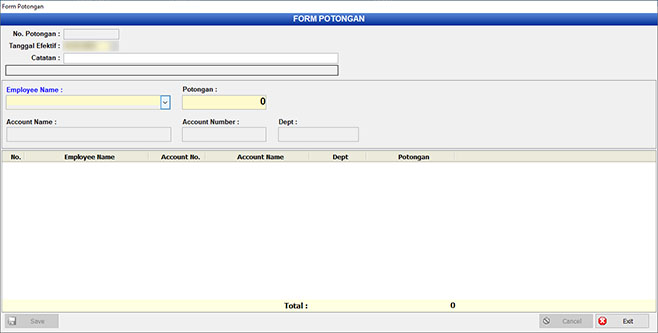 Form Potongan
FORM POTONGAN
No. Potongan :
Tanggal Efektif :
Catatan :
Employee Name : Potongan :
0
Account Name : Account Number : Dept :
No. Employee Name Account No. Account Name Dept Potongan
Total : 0
Save Cancel Exit